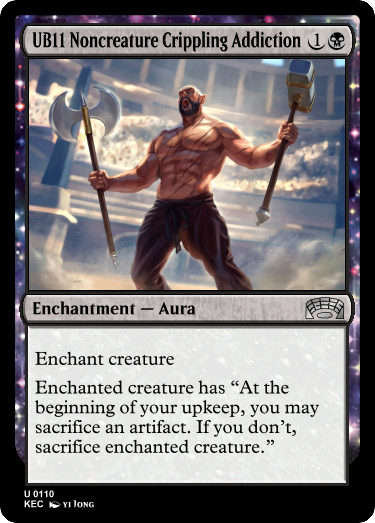 UB11 Noncreature Crippling Addiction 1
Enchantment — Aura
Enchant creature
Enchanted creature has “At the
beginning of your upkeep, you may
sacrifice an artifact. If you don’t,
sacrifice enchanted creature.”
U 0110
KEC YI JONG